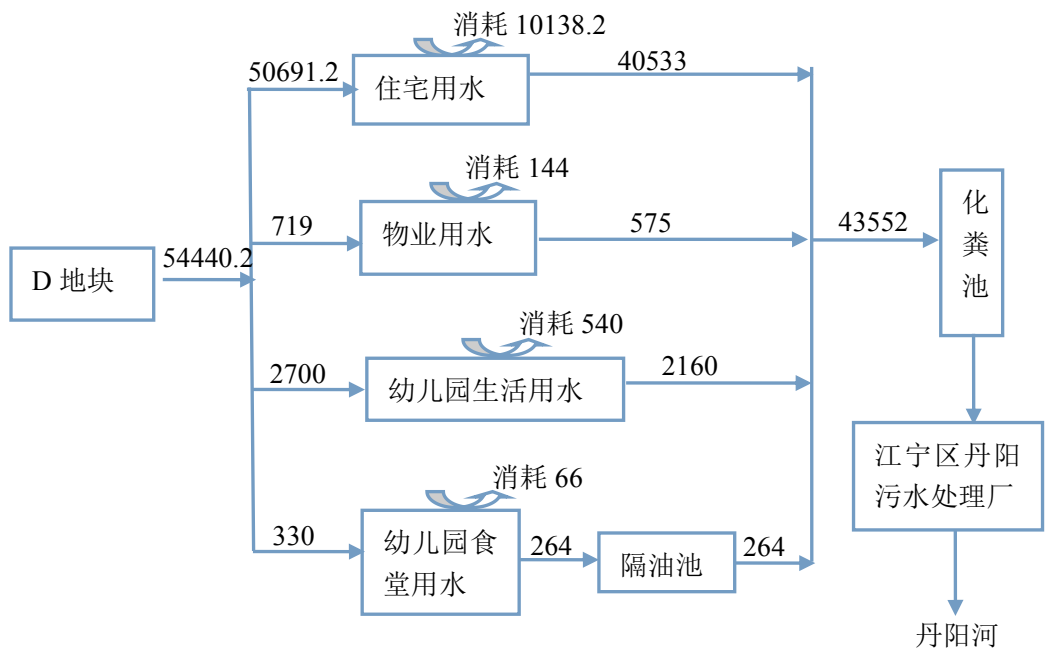 消耗 10138.2
50691.2
住宅用水
40533
消耗 144
719
物业用水
575
43552
化粪池
D 地块
54440.2
消耗 540
2700
幼儿园生活用水
2160
江宁区丹阳
污水处理厂
消耗 66
330
幼儿园食
堂用水
264
隔油池
264
丹阳河